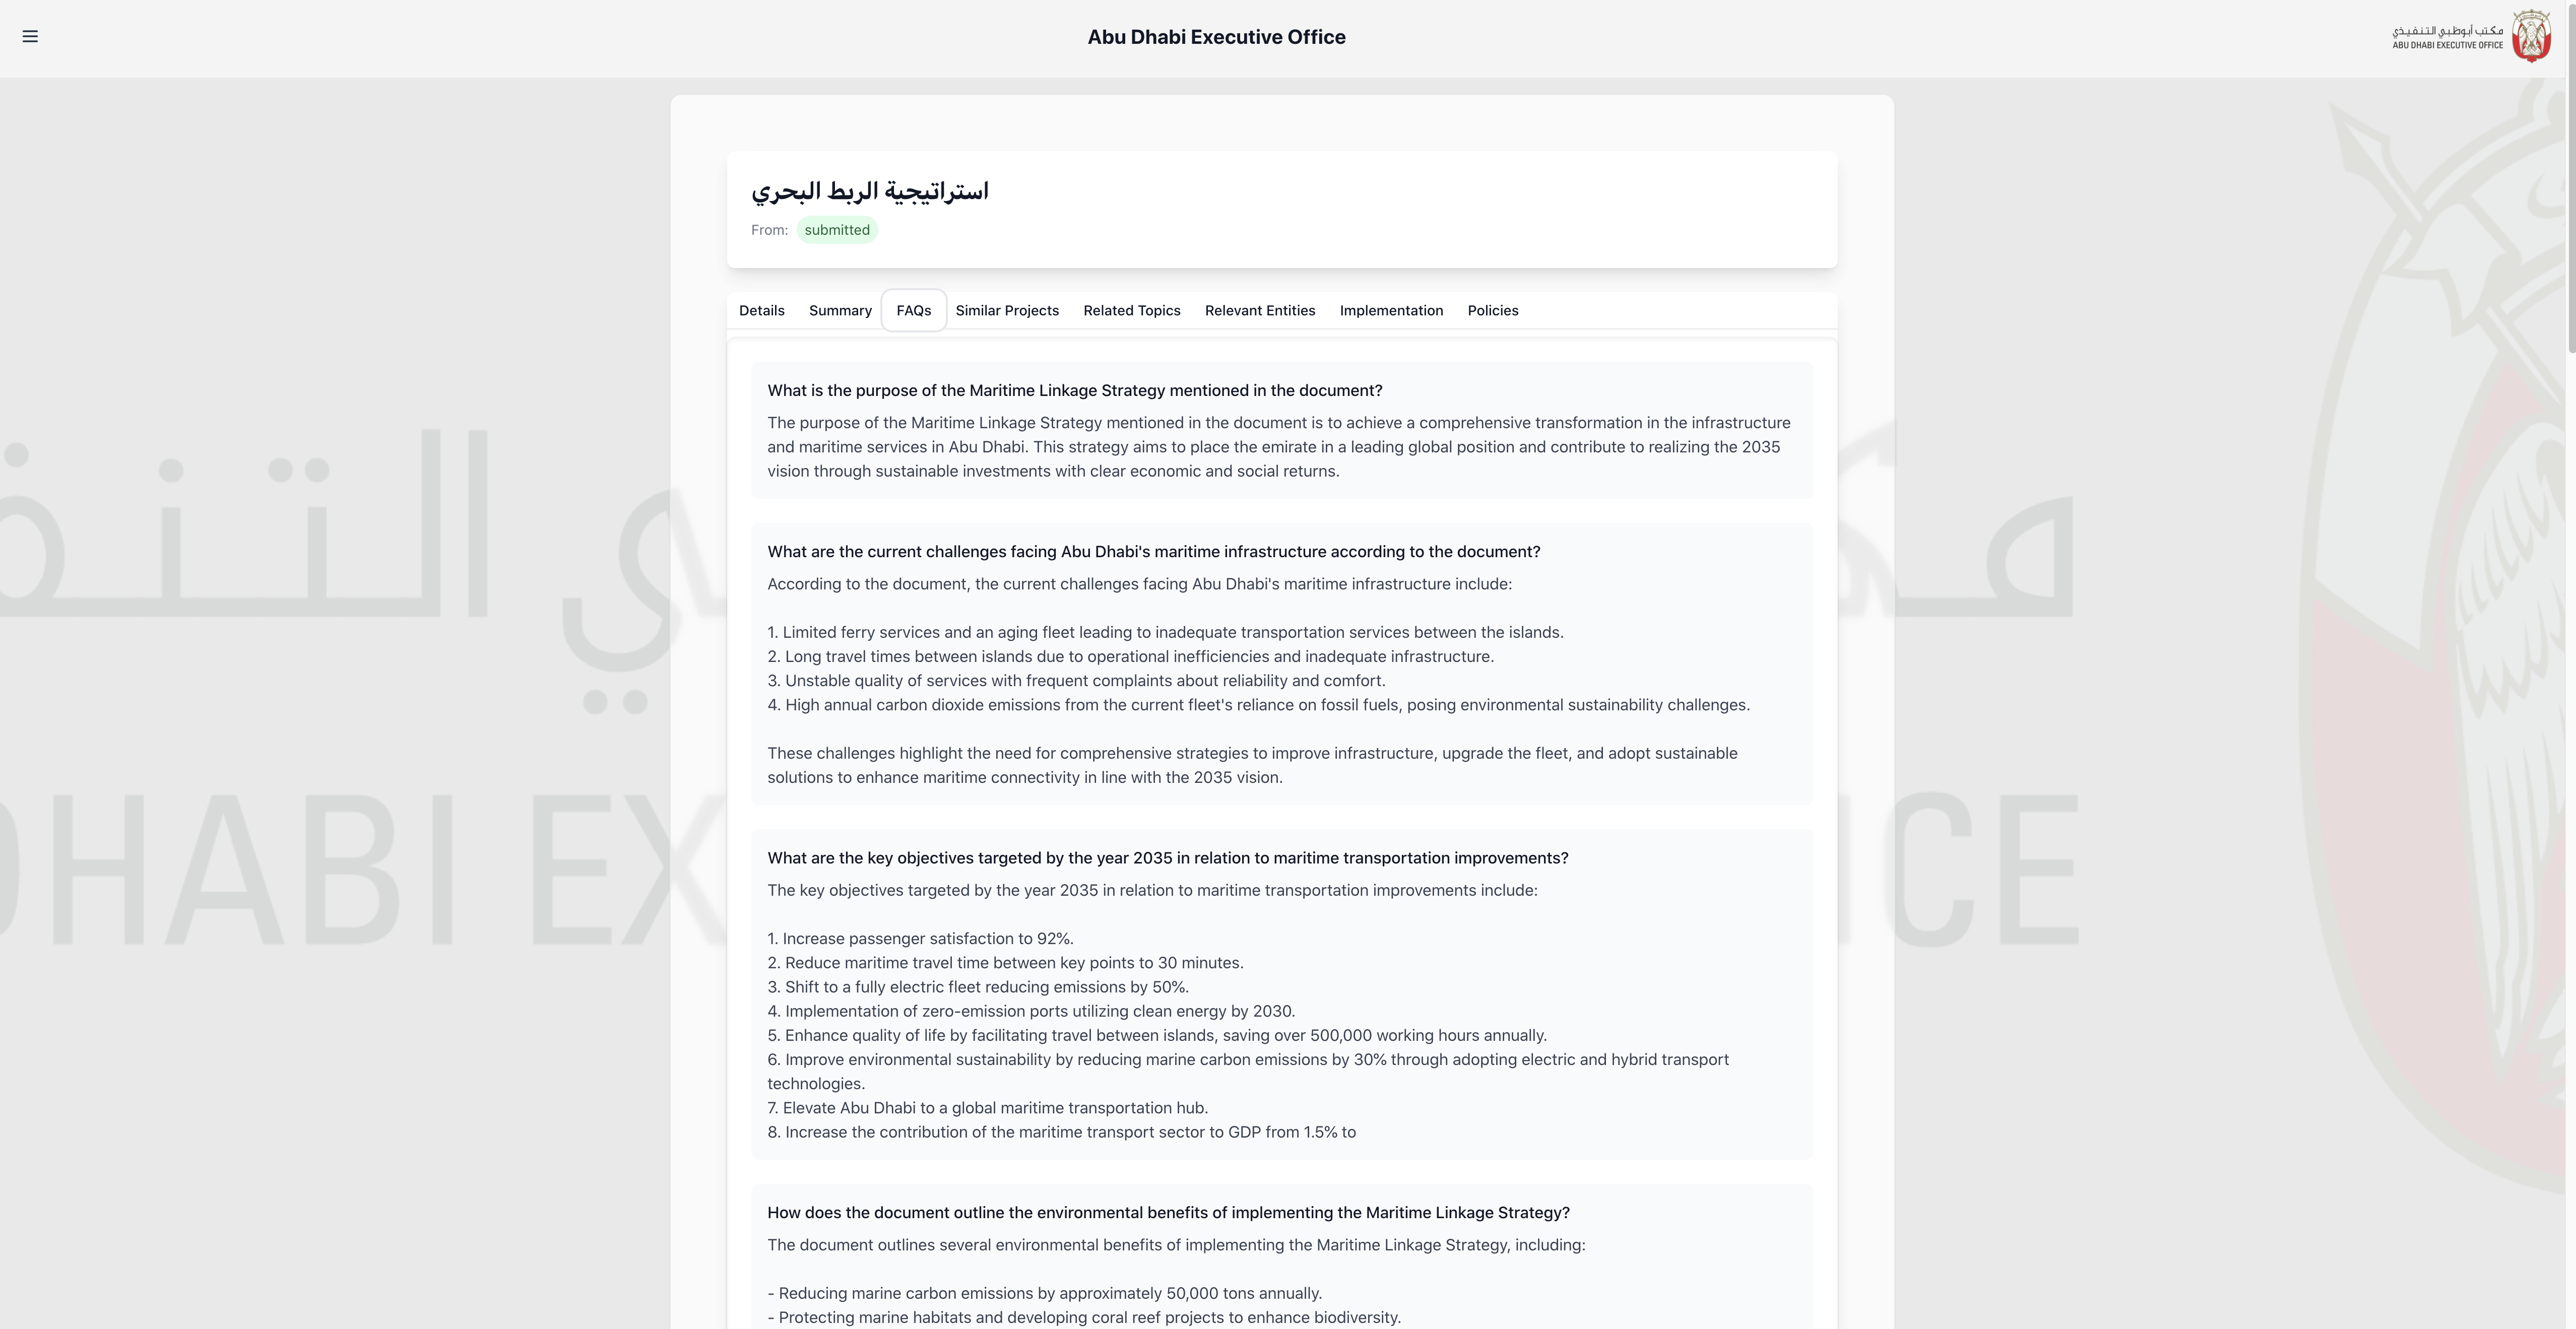 Abu Dhabi Executive Office
مكتب أبوظبي التنفيذي
ABU DHABI EXECUTIVE OFFICE
استراتيجية الربط البحري
From: submitted
Details Summary FAQs Similar Projects Related Topics Relevant Entities Implementation Policies
What is the purpose of the Maritime Linkage Strategy mentioned in the document?
The purpose of the Maritime Linkage Strategy mentioned in the document is to achieve a comprehensive transformation in the infrastructure
and maritime services in Abu Dhabi. This strategy aims to place the emirate in a leading global position and contribute to realizing the 2035
vision through sustainable investments with clear economic and social returns.
What are the current challenges facing Abu Dhabi's maritime infrastructure according to the document?
According to the document, the current challenges facing Abu Dhabi's maritime infrastructure include:
1. Limited ferry services and an aging fleet leading to inadequate transportation services between the islands.
2. Long travel times between islands due to operational inefficiencies and inadequate infrastructure.
3. Unstable quality of services with frequent complaints about reliability and comfort.
4. High annual carbon dioxide emissions from the current fleet's reliance on fossil fuels, posing environmental sustainability challenges.
These challenges highlight the need for comprehensive strategies to improve infrastructure, upgrade the fleet, and adopt sustainable
solutions to enhance maritime connectivity in line with the 2035 vision.
What are the key objectives targeted by the year 2035 in relation to maritime transportation improvements?
The key objectives targeted by the year 2035 in relation to maritime transportation improvements include:
1. Increase passenger satisfaction to 92%.
2. Reduce maritime travel time between key points to 30 minutes.
3. Shift to a fully electric fleet reducing emissions by 50%.
4. Implementation of zero-emission ports utilizing clean energy by 2030.
5. Enhance quality of life by facilitating travel between islands, saving over 500,000 working hours annually.
6. Improve environmental sustainability by reducing marine carbon emissions by 30% through adopting electric and hybrid transport
technologies.
7. Elevate Abu Dhabi to a global maritime transportation hub.
8. Increase the contribution of the maritime transport sector to GDP from 1.5% to
How does the document outline the environmental benefits of implementing the Maritime Linkage Strategy?
The document outlines several environmental benefits of implementing the Maritime Linkage Strategy, including:
- Reducing marine carbon emissions by approximately 50,000 tons annually.
- Protecting marine habitats and developing coral reef projects to enhance biodiversity.